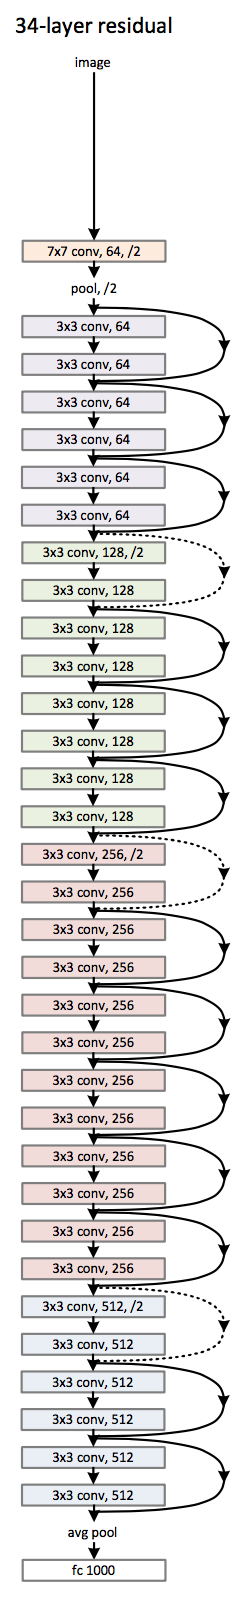 34-layer residual
image
7x7 conv, 64, /2
pool, /2
3x3 conv, 64
3x3 conv, 64
3x3 conv, 64
3x3 conv, 64
3x3 conv, 64
3x3 conv, 64
3x3 conv, 128, /2
3x3 conv, 128
3x3 conv, 128
3x3 conv, 128
3x3 conv, 128
3x3 conv, 128
3x3 conv, 128
3x3 conv, 128
3x3 conv, 256, /2
3x3 conv, 256
3x3 conv, 256
3x3 conv, 256
3x3 conv, 256
3x3 conv, 256
3x3 conv, 256
3x3 conv, 256
3x3 conv, 256
3x3 conv, 256
3x3 conv, 256
3x3 conv, 256
3x3 conv, 512, /2
3x3 conv, 512
3x3 conv, 512
3x3 conv, 512
3x3 conv, 512
3x3 conv, 512
avg pool
fc 1000